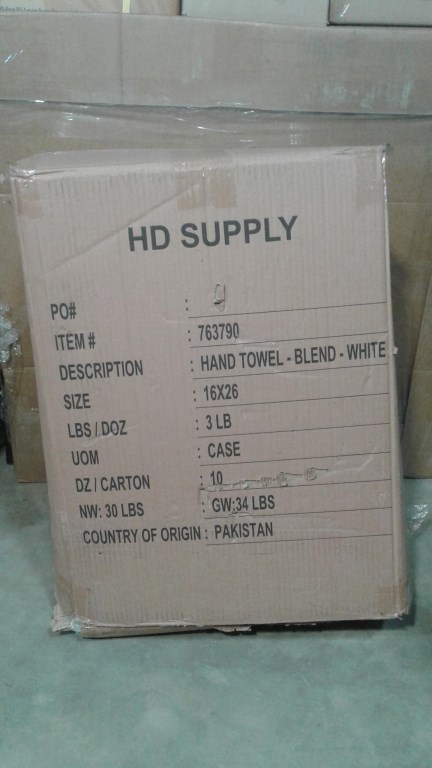 HD SUPPLY
PO# :
ITEM # : 763790
DESCRIPTION : HAND TOWEL - BLEND - WHITE
SIZE : 16X26
LBS / DOZ : 3 LB
UOM : CASE
DZ / CARTON : 10
NW: 30 LBS : GW:34 LBS
COUNTRY OF ORIGIN : PAKISTAN